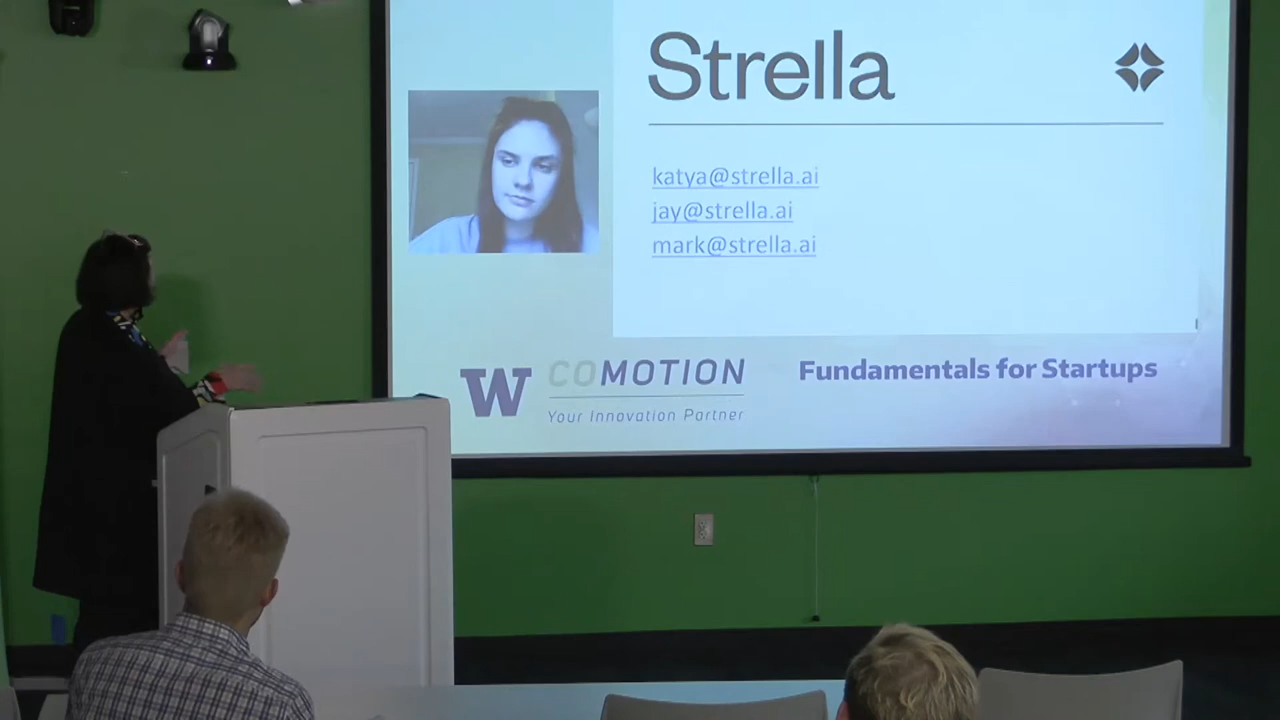 Strella
katya@strella.ai
jay@strella.ai
mark@strella.ai
W COMOTION
Your Innovation Partner
Fundamentals for Startups